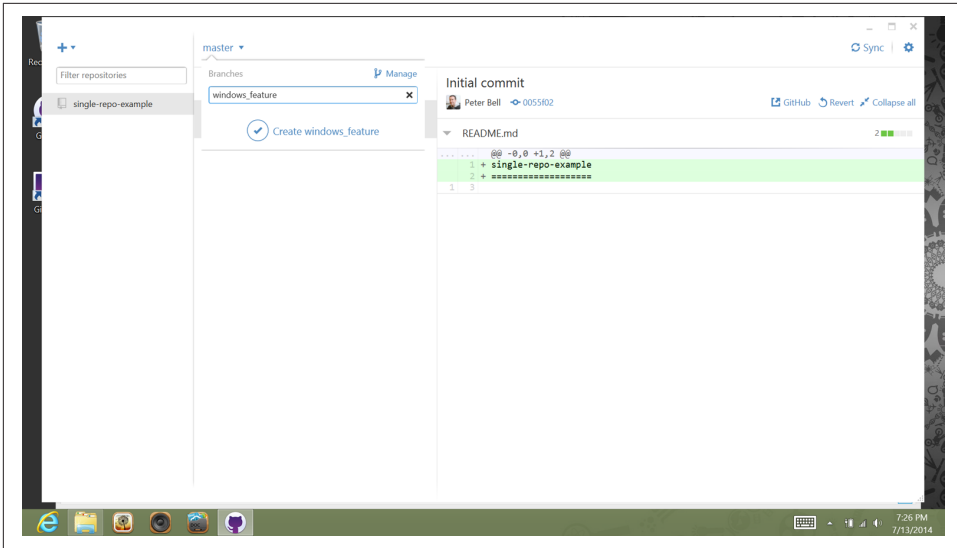 Rec
G
Gi
master
Sync
Filter repositories
single-repo-example
Branches
Manage
windows_feature
Create windows_feature
Initial commit
Peter Bell 0055f02
GitHub Revert Collapse all
README.md
2
... ... @@ -0,0 +1,2 @@
1 + single-repo-example
2 + ===================
1 3
7:26 PM
7/13/2014